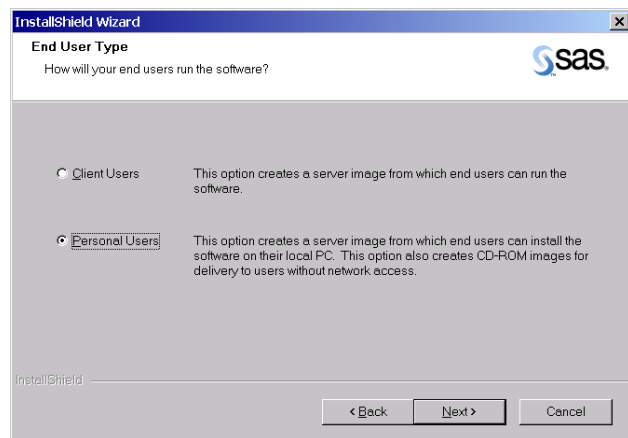 InstallShield Wizard
End User Type
How will your end users run the software?
sas
Client Users
This option creates a server image from which end users can run the
software.
Personal Users
This option creates a server image from which end users can install the
software on their local PC. This option also creates CD-ROM images for
delivery to users without network access.
InstallShield
< Back
Next >
Cancel